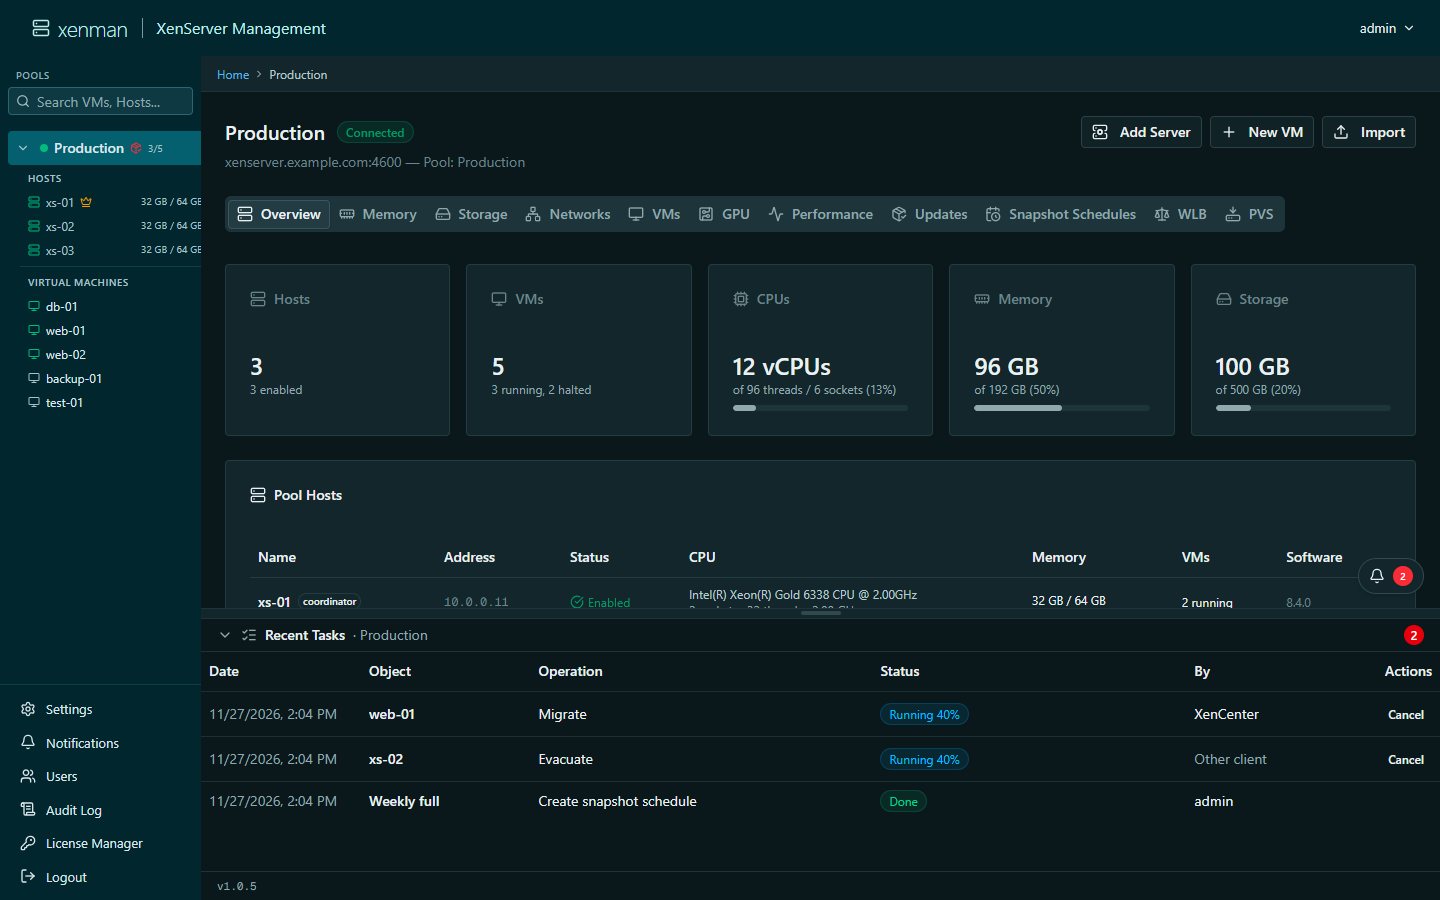 xenman
XenServer Management
admin
POOLS
Search VMs, Hosts...
Production 3/5
HOSTS
xs-01 32 GB / 64 GB
xs-02 32 GB / 64 GB
xs-03 32 GB / 64 GB
VIRTUAL MACHINES
db-01
web-01
web-02
backup-01
test-01
Settings
Notifications
Users
Audit Log
License Manager
Logout
Home > Production
Production Connected
xenserver.example.com:4600 — Pool: Production
Add Server
New VM
Import
Overview Memory Storage Networks VMs GPU Performance Updates Snapshot Schedules WLB PVS
Hosts
3
3 enabled
VMs
5
3 running, 2 halted
CPUs
12 vCPUs
of 96 threads / 6 sockets (13%)
Memory
96 GB
of 192 GB (50%)
Storage
100 GB
of 500 GB (20%)
Pool Hosts
Name Address Status CPU Memory VMs Software
xs-01 coordinator 10.0.0.11 Enabled Intel(R) Xeon(R) Gold 6338 CPU @ 2.00GHz 32 GB / 64 GB 2 running 8.4.0
2
Recent Tasks · Production 2
Date Object Operation Status By Actions
11/27/2026, 2:04 PM web-01 Migrate Running 40% XenCenter Cancel
11/27/2026, 2:04 PM xs-02 Evacuate Running 40% Other client Cancel
11/27/2026, 2:04 PM Weekly full Create snapshot schedule Done admin
v1.0.5